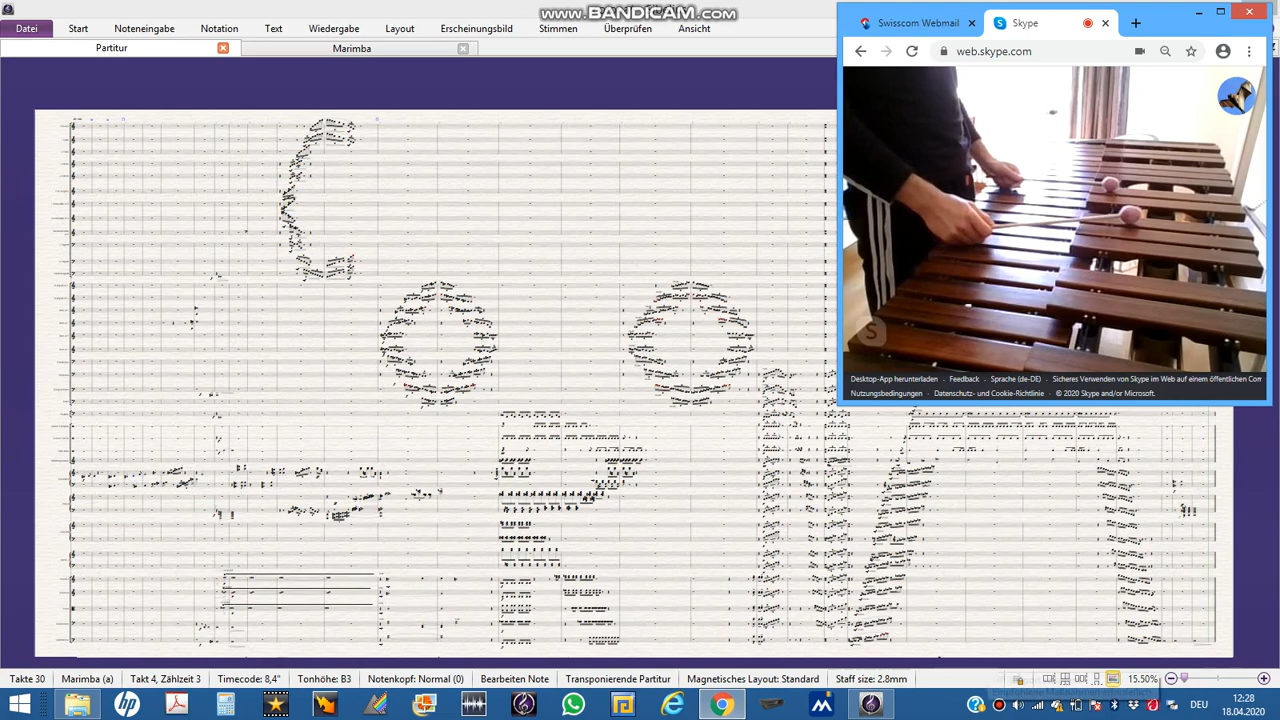 www.BANDICAM.com
Datei Start Noteneingabe Notation Text Wiedergabe Layout Erscheinungsbild Stimmen Überprüfen Ansicht
Partitur Marimba
Swisscom Webmail Skype
web.skype.com
S
Desktop-App herunterladen • Feedback • Sprache (de-DE) • Sicheres Verwenden von Skype im Web auf einem öffentlichen Com
Nutzungsbedingungen • Datenschutz- und Cookie-Richtlinie • © 2020 Skype and/or Microsoft.
Takte 30 Marimba (a) Takt 4, Zählzeit 3 Timecode: 8,4" Tonhöhe: B3 Notenkopf: Normal (0) Bearbeiten Note Transponierende Partitur Magnetisches Layout: Standard Staff size: 2.8mm 15.50%
hp DEU 12:28
18.04.2020